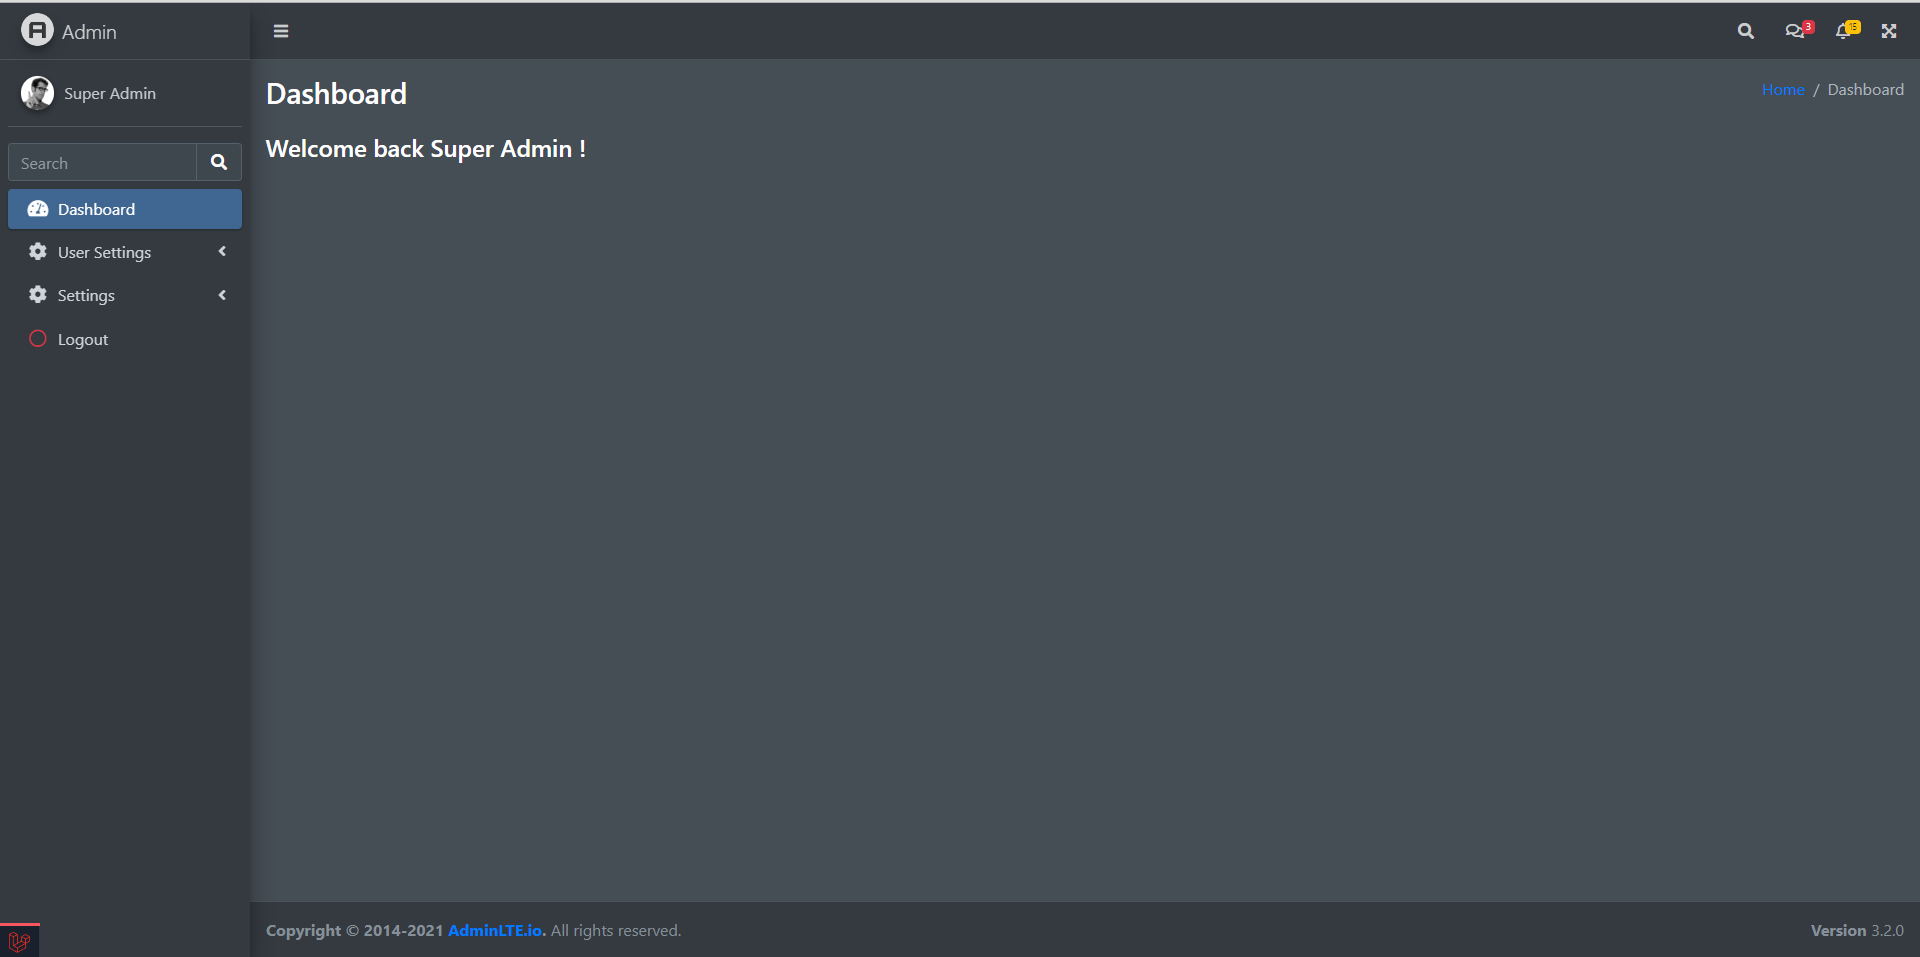 Admin
3
15
Super Admin
Search
Dashboard
User Settings
Settings
Logout
Dashboard
Home / Dashboard
Welcome back Super Admin !
Copyright © 2014-2021 AdminLTE.io. All rights reserved.
Version 3.2.0